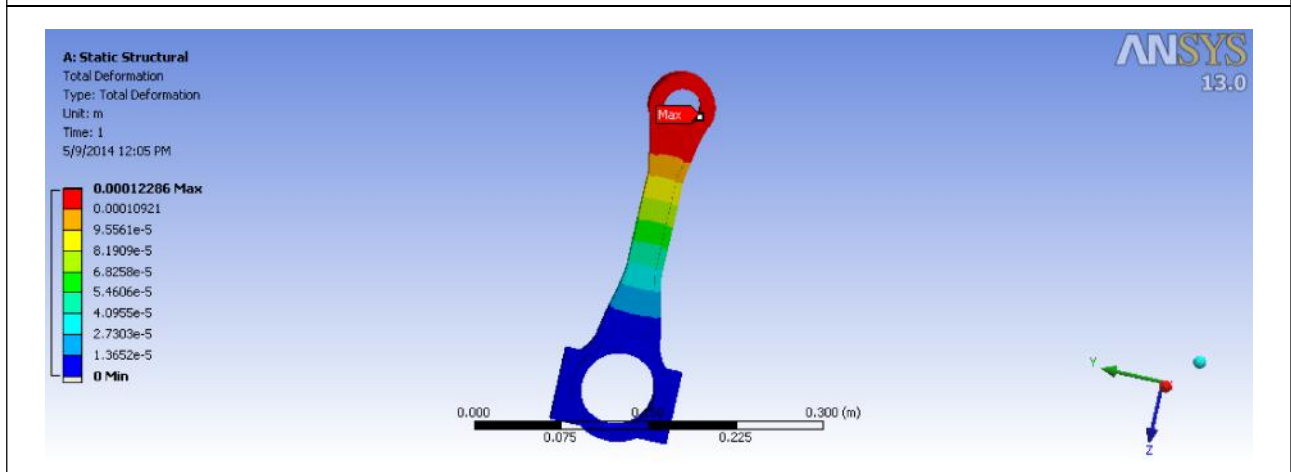 A: Static Structural
Total Deformation
Type: Total Deformation
Unit: m
Time: 1
5/9/2014 12:05 PM
0.00012286 Max
0.00010921
9.5561e-5
8.1909e-5
6.8258e-5
5.4606e-5
4.0955e-5
2.7303e-5
1.3652e-5
0 Min
ANSYS
13.0
Max
0.000
0.300 (m)
0.075
0.225
Y
Z